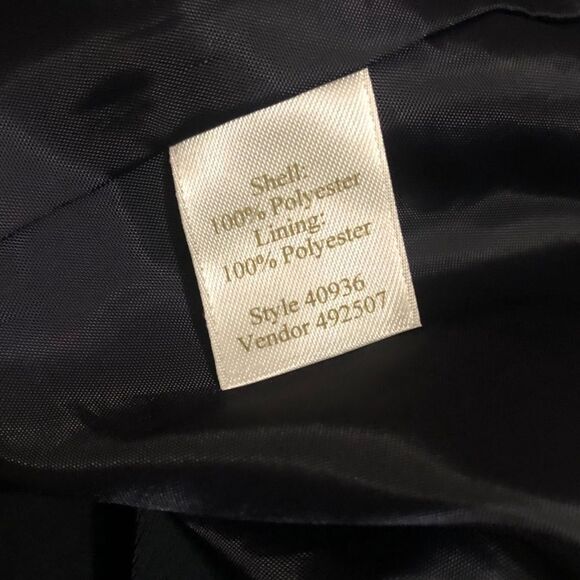 Shell:
100% Polyester
Lining:
100% Polyester
Style 40936
Vendor 492507